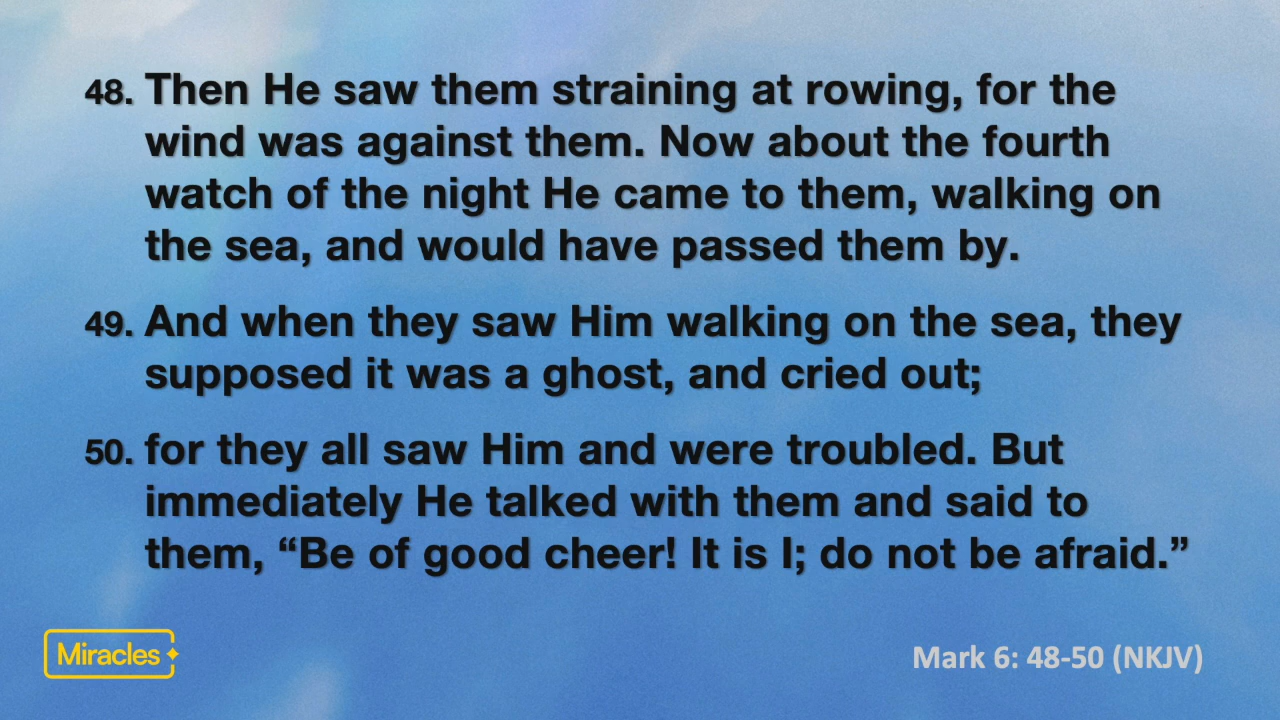 48. Then He saw them straining at rowing, for the
wind was against them. Now about the fourth
watch of the night He came to them, walking on
the sea, and would have passed them by.
49. And when they saw Him walking on the sea, they
supposed it was a ghost, and cried out;
50. for they all saw Him and were troubled. But
immediately He talked with them and said to
them, “Be of good cheer! It is I; do not be afraid.”
Miracles
Mark 6: 48-50 (NKJV)